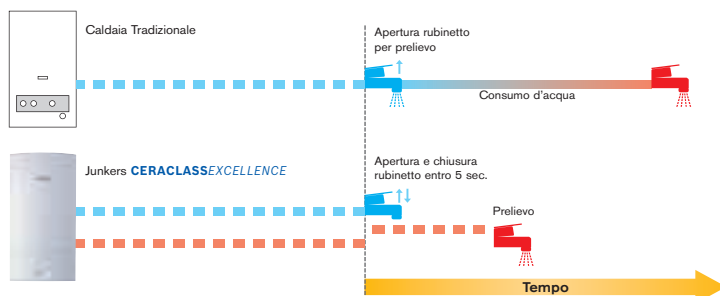 Caldaia Tradizionale
Apertura rubinetto
per prelievo
Consumo d'acqua
Junkers CERACLASSEXCELLENCE
Apertura e chiusura
rubinetto entro 5 sec.
Prelievo
Tempo